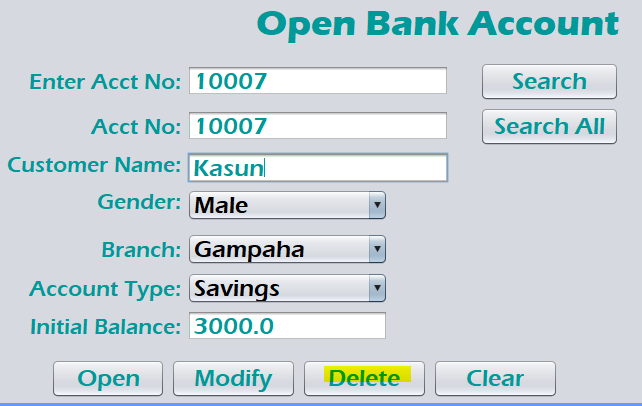 Open Bank Account
Enter Acct No: 10007 Search
Acct No: 10007 Search All
Customer Name: Kasun
Gender: Male
Branch: Gampaha
Account Type: Savings
Initial Balance: 3000.0
Open Modify Delete Clear